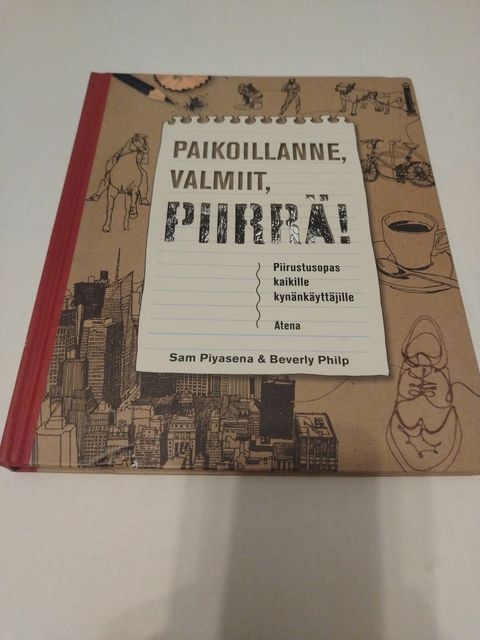 PAIKOILLANNE,
VALMIIT,
PIIRRÄ!
Piirustusopas
kaikille
kynänkäyttäjille
Atena
Sam Piyasena & Beverly Philp